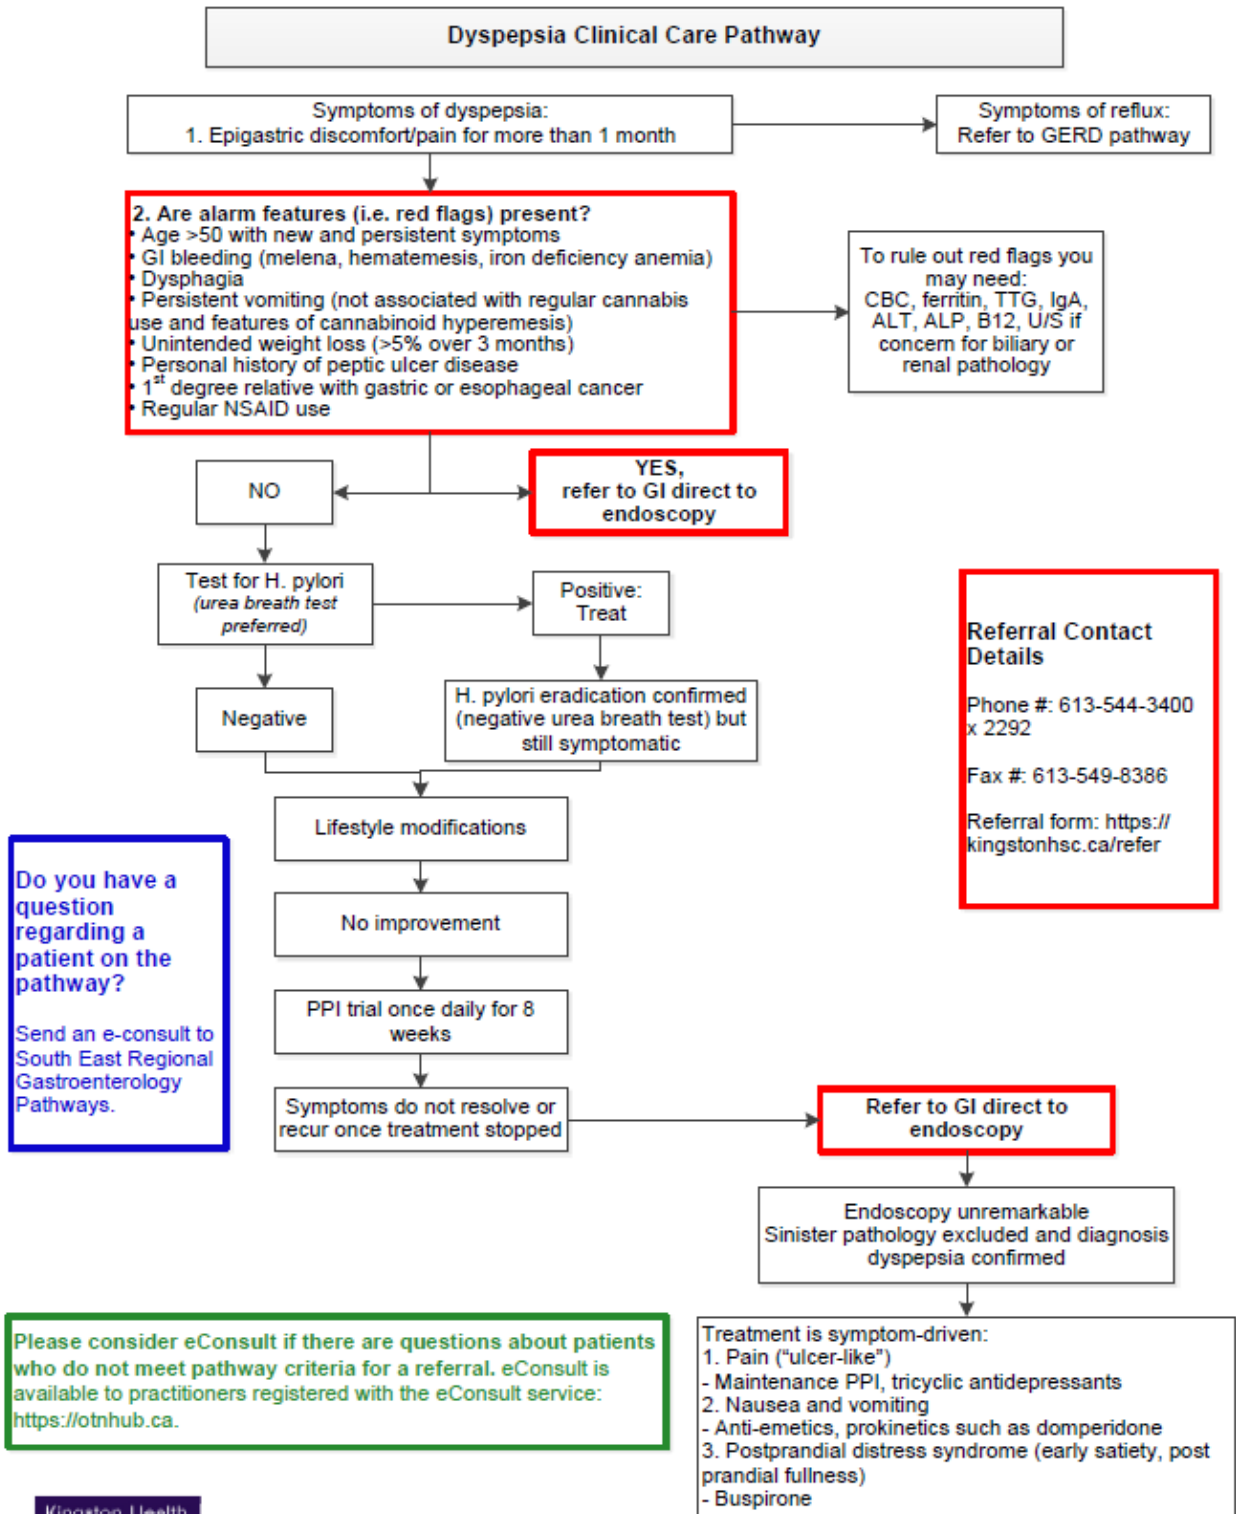 Dyspepsia Clinical Care Pathway
Symptoms of dyspepsia:
1. Epigastric discomfort/pain for more than 1 month
Symptoms of reflux:
Refer to GERD pathway
2. Are alarm features (i.e. red flags) present?
• Age >50 with new and persistent symptoms
• GI bleeding (melena, hematemesis, iron deficiency anemia)
• Dysphagia
• Persistent vomiting (not associated with regular cannabis
use and features of cannabinoid hyperemesis)
• Unintended weight loss (>5% over 3 months)
• Personal history of peptic ulcer disease
• 1st degree relative with gastric or esophageal cancer
• Regular NSAID use
To rule out red flags you
may need:
CBC, ferritin, TTG, IgA,
ALT, ALP, B12, U/S if
concern for biliary or
renal pathology
NO
YES,
refer to GI direct to
endoscopy
Test for H. pylori
(urea breath test
preferred)
Positive:
Treat
Negative
H. pylori eradication confirmed
(negative urea breath test) but
still symptomatic
Referral Contact
Details
Phone #: 613-544-3400
x 2292
Fax #: 613-549-8386
Referral form: https://
kingstonhsc.ca/refer
Lifestyle modifications
No improvement
PPI trial once daily for 8
weeks
Symptoms do not resolve or
recur once treatment stopped
Do you have a
question
regarding a
patient on the
pathway?
Send an e-consult to
South East Regional
Gastroenterology
Pathways.
Refer to GI direct to
endoscopy
Endoscopy unremarkable
Sinister pathology excluded and diagnosis
dyspepsia confirmed
Please consider eConsult if there are questions about patients
who do not meet pathway criteria for a referral. eConsult is
available to practitioners registered with the eConsult service:
https://otnhub.ca.
Treatment is symptom-driven:
1. Pain ("ulcer-like")
- Maintenance PPI, tricyclic antidepressants
2. Nausea and vomiting
- Anti-emetics, prokinetics such as domperidone
3. Postprandial distress syndrome (early satiety, post
prandial fullness)
- Buspirone
Kingston Health